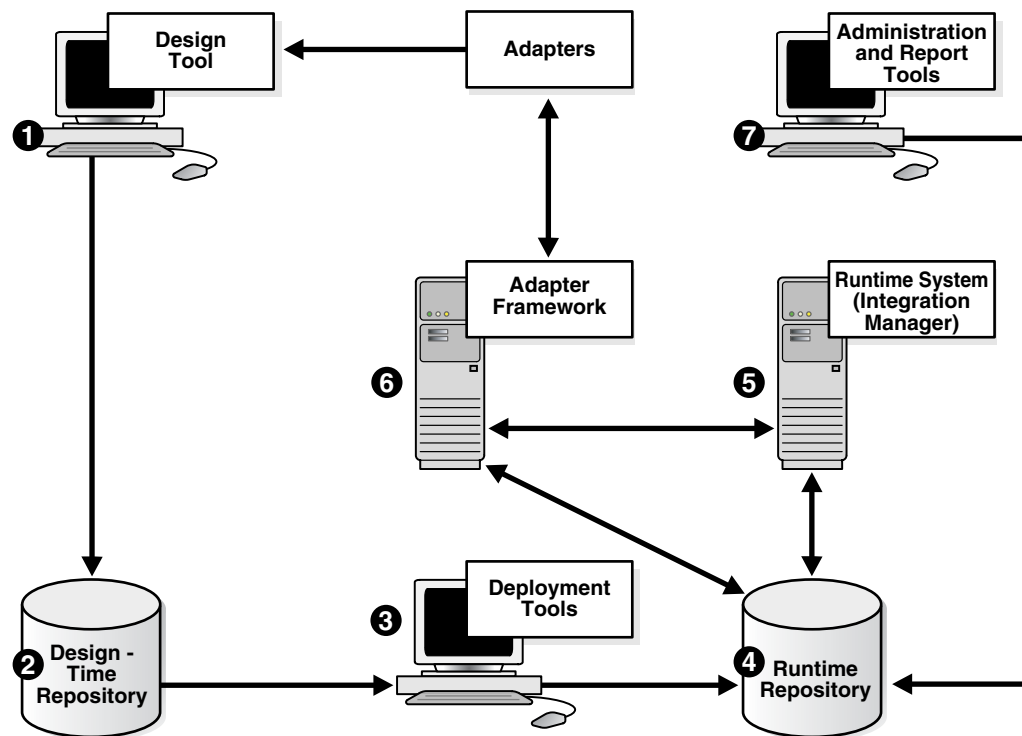 Design
Tool
Adapters
Administration
and Report
Tools
1
7
Adapter
Framework
Runtime System
(Integration
Manager)
6
5
Deployment
Tools
3
Design -
Time
Repository
2
4
Runtime
Repository